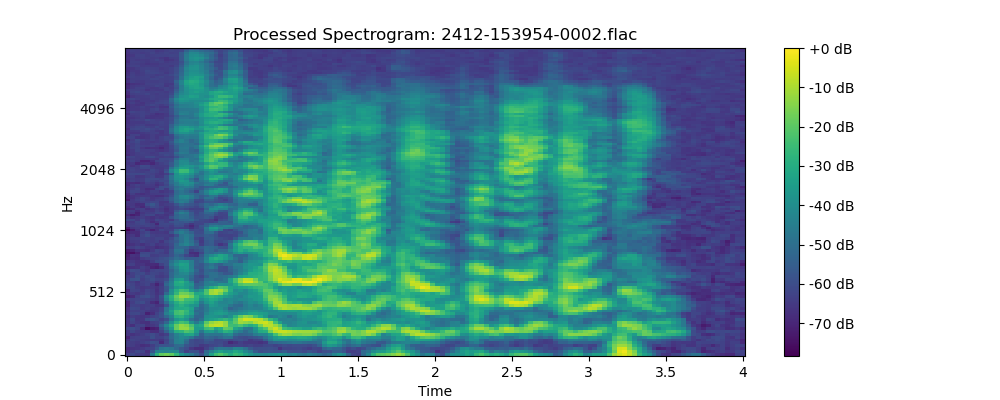 Processed Spectrogram: 2412-153954-0002.flac
Hz
4096
2048
1024
512
0
0 0.5 1 1.5 2 2.5 3 3.5 4
Time
+0 dB
-10 dB
-20 dB
-30 dB
-40 dB
-50 dB
-60 dB
-70 dB